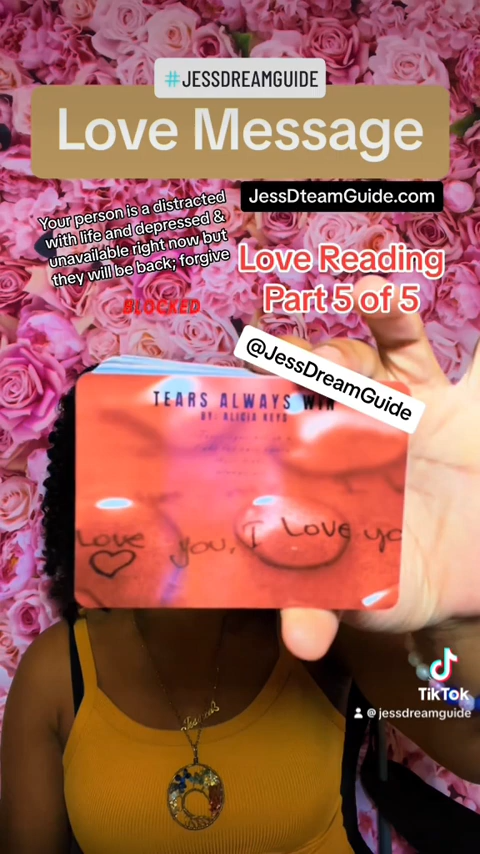 #JESSDREAMGUIDE
Love Message
JessDteamGuide.com
Your person is a distracted
with life and depressed &
unavailable right now but
they will be back; forgive
BLOCKED
Love Reading
Part 5 of 5
@JessDreamGuide
TEARS ALWAYS WIN
BY: ALICIA KEYS
Love you, I Love yo
TikTok
@jessdreamguide